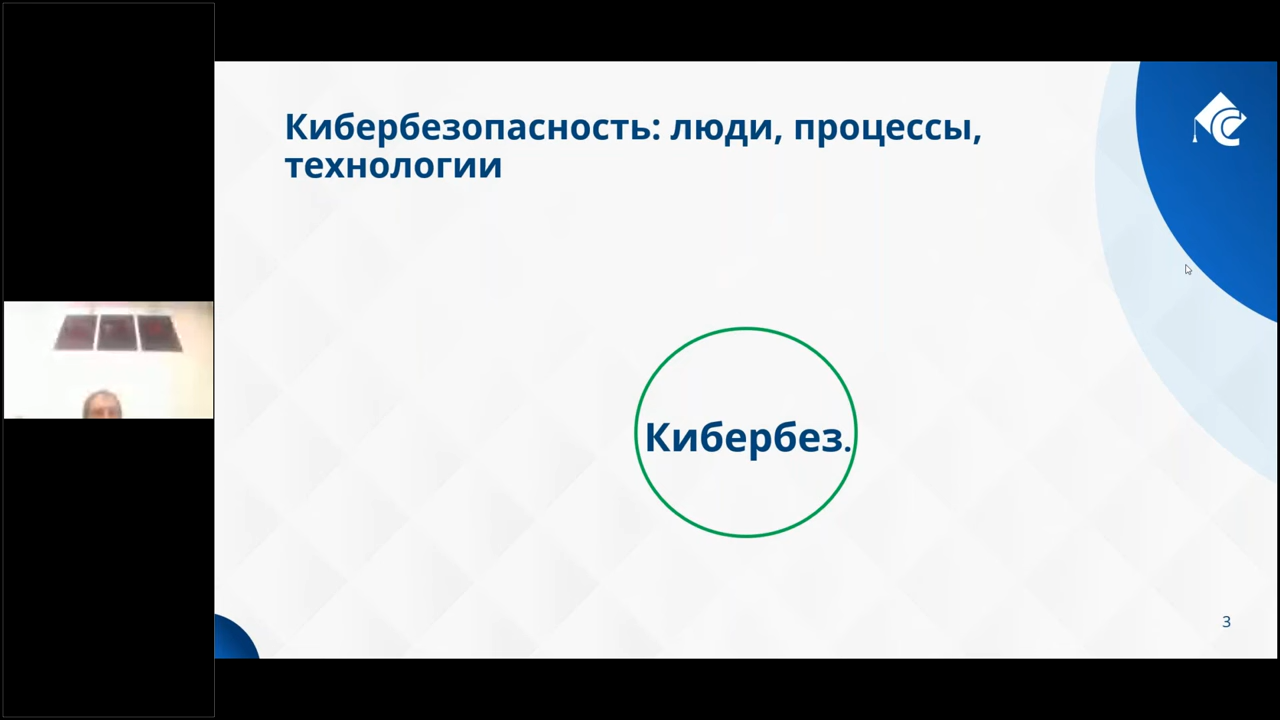 Кибербезопасность: люди, процессы,
технологии
Кибербез.
3